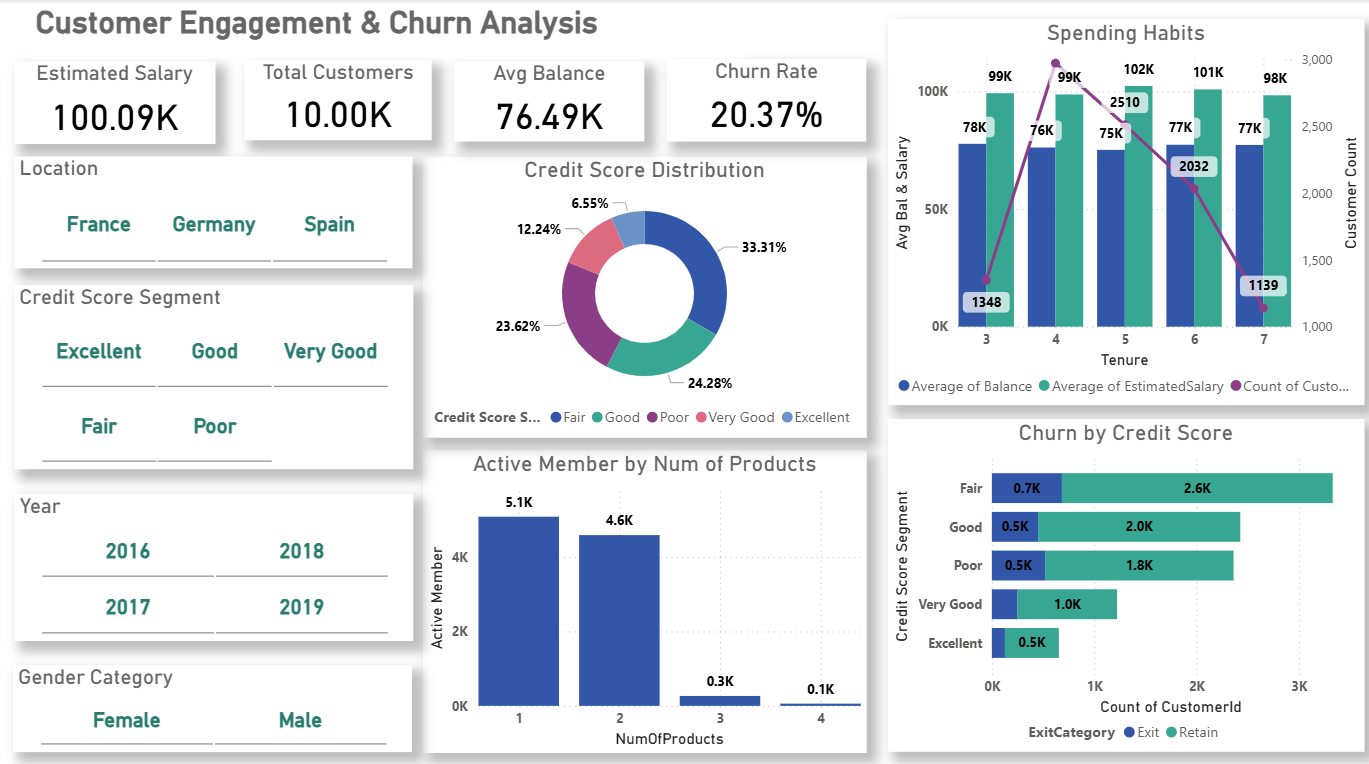 Customer Engagement & Churn Analysis
Estimated Salary
100.09K
Total Customers
10.00K
Avg Balance
76.49K
Churn Rate
20.37%
Location
France Germany Spain
Credit Score Segment
Excellent Good Very Good
Fair Poor
Year
2016 2018
2017 2019
Gender Category
Female Male
Credit Score Distribution
6.55%
12.24%
33.31%
23.62%
24.28%
Credit Score S... Fair Good Poor Very Good Excellent
Active Member by Num of Products
Active Member
5.1K
4.6K
4K
2K
0.3K
0.1K
0K
1 2 3 4
NumOfProducts
Spending Habits
Avg Bal & Salary
Customer Count
3,000
99K 99K 102K 101K 98K
100K
2510
2,500
78K 76K 75K 77K 77K
2032
2,000
50K
1,500
1348
1139
0K
1,000
3 4 5 6 7
Tenure
Average of Balance Average of EstimatedSalary Count of Custo...
Churn by Credit Score
Credit Score Segment
Fair 0.7K 2.6K
Good 0.5K 2.0K
Poor 0.5K 1.8K
Very Good 1.0K
Excellent 0.5K
0K 1K 2K 3K
Count of CustomerId
ExitCategory Exit Retain